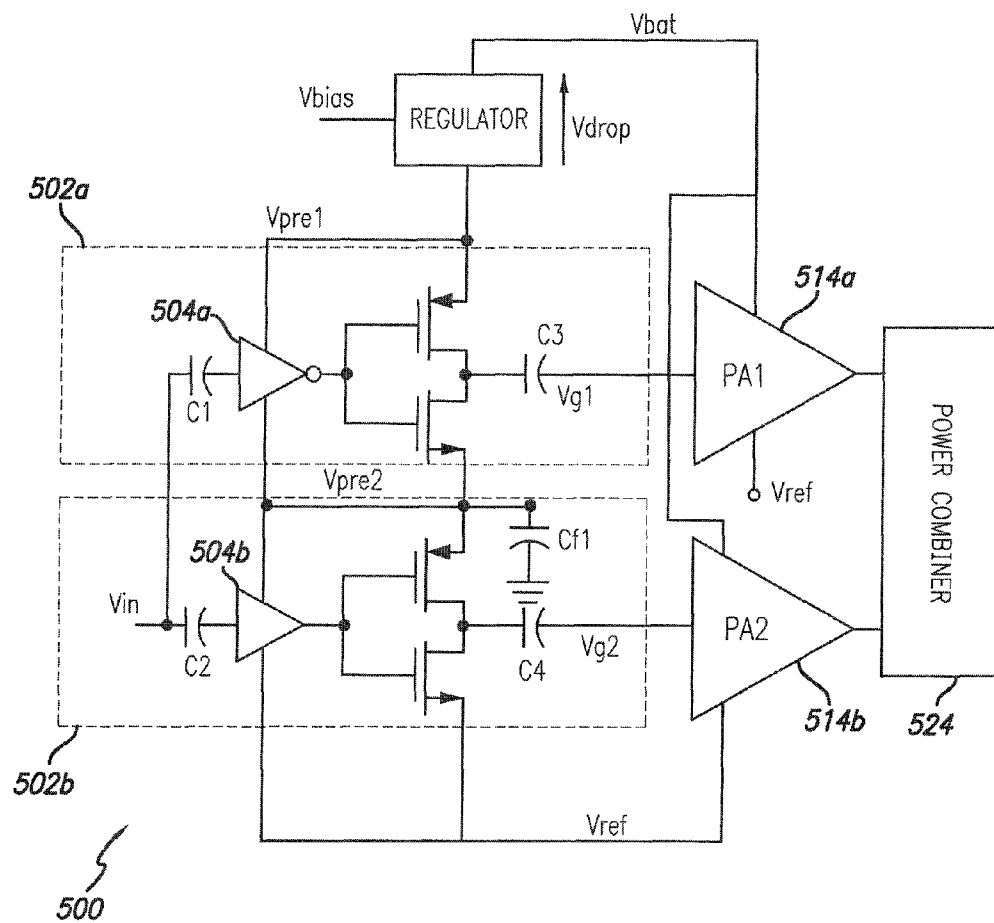 Vbat
Vbias
REGULATOR
Vdrop
502a
Vpre1
504a
514a
C3
PA1
C1
Vg1
Vpre2
Vref
504b
Cf1
Vin
PA2
C2
C4
Vg2
POWER COMBINER
514b
524
502b
Vref
500